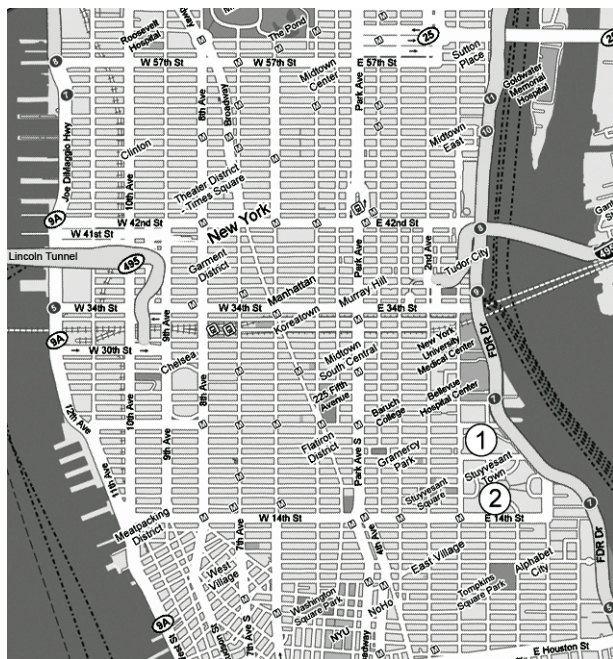 Roosevelt
Hospital
The Pond
25
W 57th St
W 57th St
E 57th St
Sutton
Place
Midtown
Center
Goldwater
Memorial
Hospital
8th Ave
Broadway
Park Ave
11
10
Midtown
East
Joe DiMaggio Hwy
Clinton
10th Ave
Theater District
- Times Square
9A
W 42nd St
New York
E 42nd St
W 41st St
Lincoln Tunnel
495
Garment
District
Park Ave
2nd Ave
Tudor City
Manhattan
Murray Hill
W 34th St
W 34th St
E 34th St
9A
9th Ave
Koreatown
New York
University
Medical Center
FDR Dr
W 30th St
Chelsea
Midtown
South Central
8th Ave
225 Fifth
Avenue
Bellevue
Hospital Center
12th Ave
10th Ave
9th Ave
Baruch
College
11th Ave
Flatiron
District
Park Ave S
Gramercy
Park
1
Stuyvesant
Town
2
Stuyvesant
Square
Meatpacking
District
W 14th St
E 14th St
7th Ave
4th Ave
FDR Dr
East Village
Alphabet
City
West
Village
Tompkins
Square Park
Washington
Square Park
NoHo
9A
7th Ave S
NYU
E Houston St